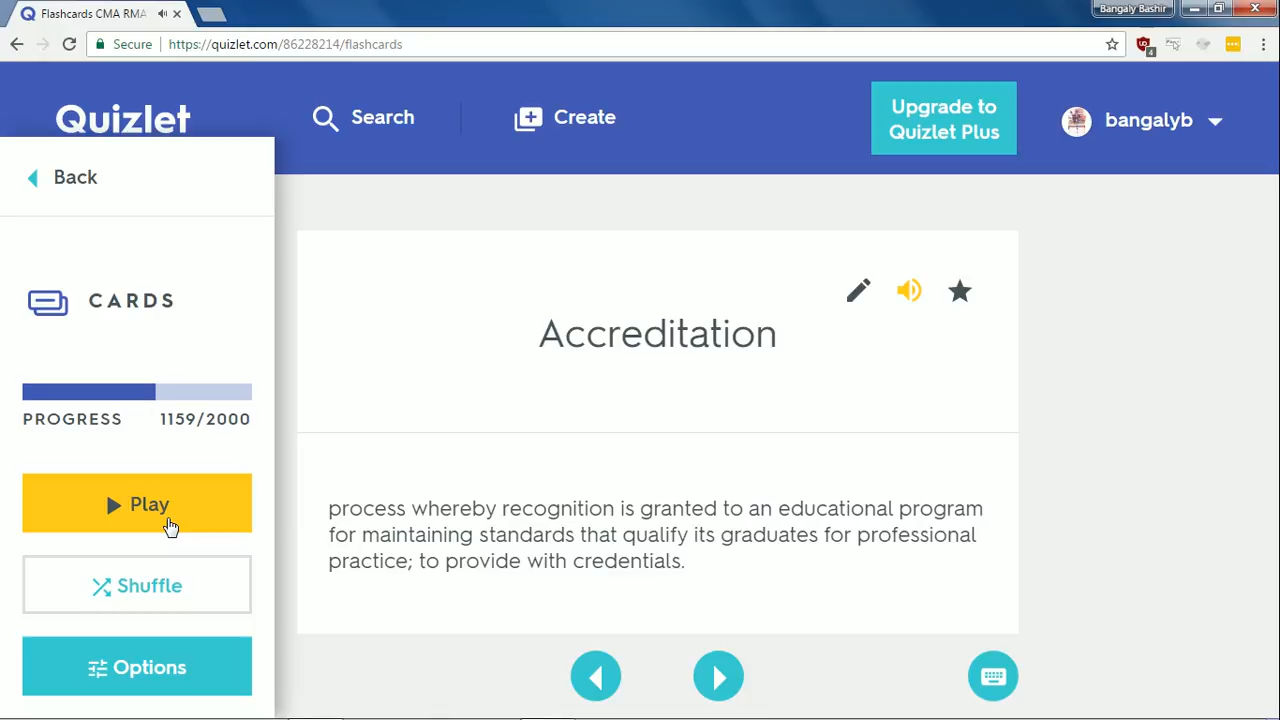 Flashcards CMA RMA
Bangaly Bashir
Secure
https://quizlet.com/86228214/flashcards
4
Quizlet
Search
Create
Upgrade to
Quizlet Plus
bangalyb
Back
CARDS
PROGRESS 1159/2000
Play
Shuffle
Options
Accreditation
process whereby recognition is granted to an educational program
for maintaining standards that qualify its graduates for professional
practice; to provide with credentials.